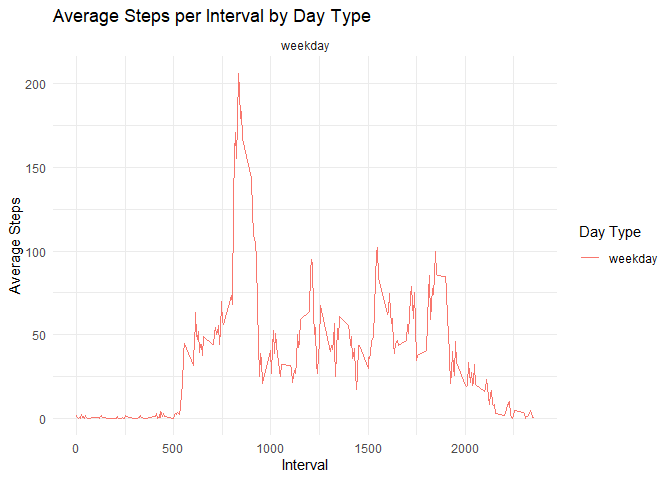 Average Steps per Interval by Day Type
weekday
200
150
100
50
0
Average Steps
0 500 1000 1500 2000
Interval
Day Type
weekday